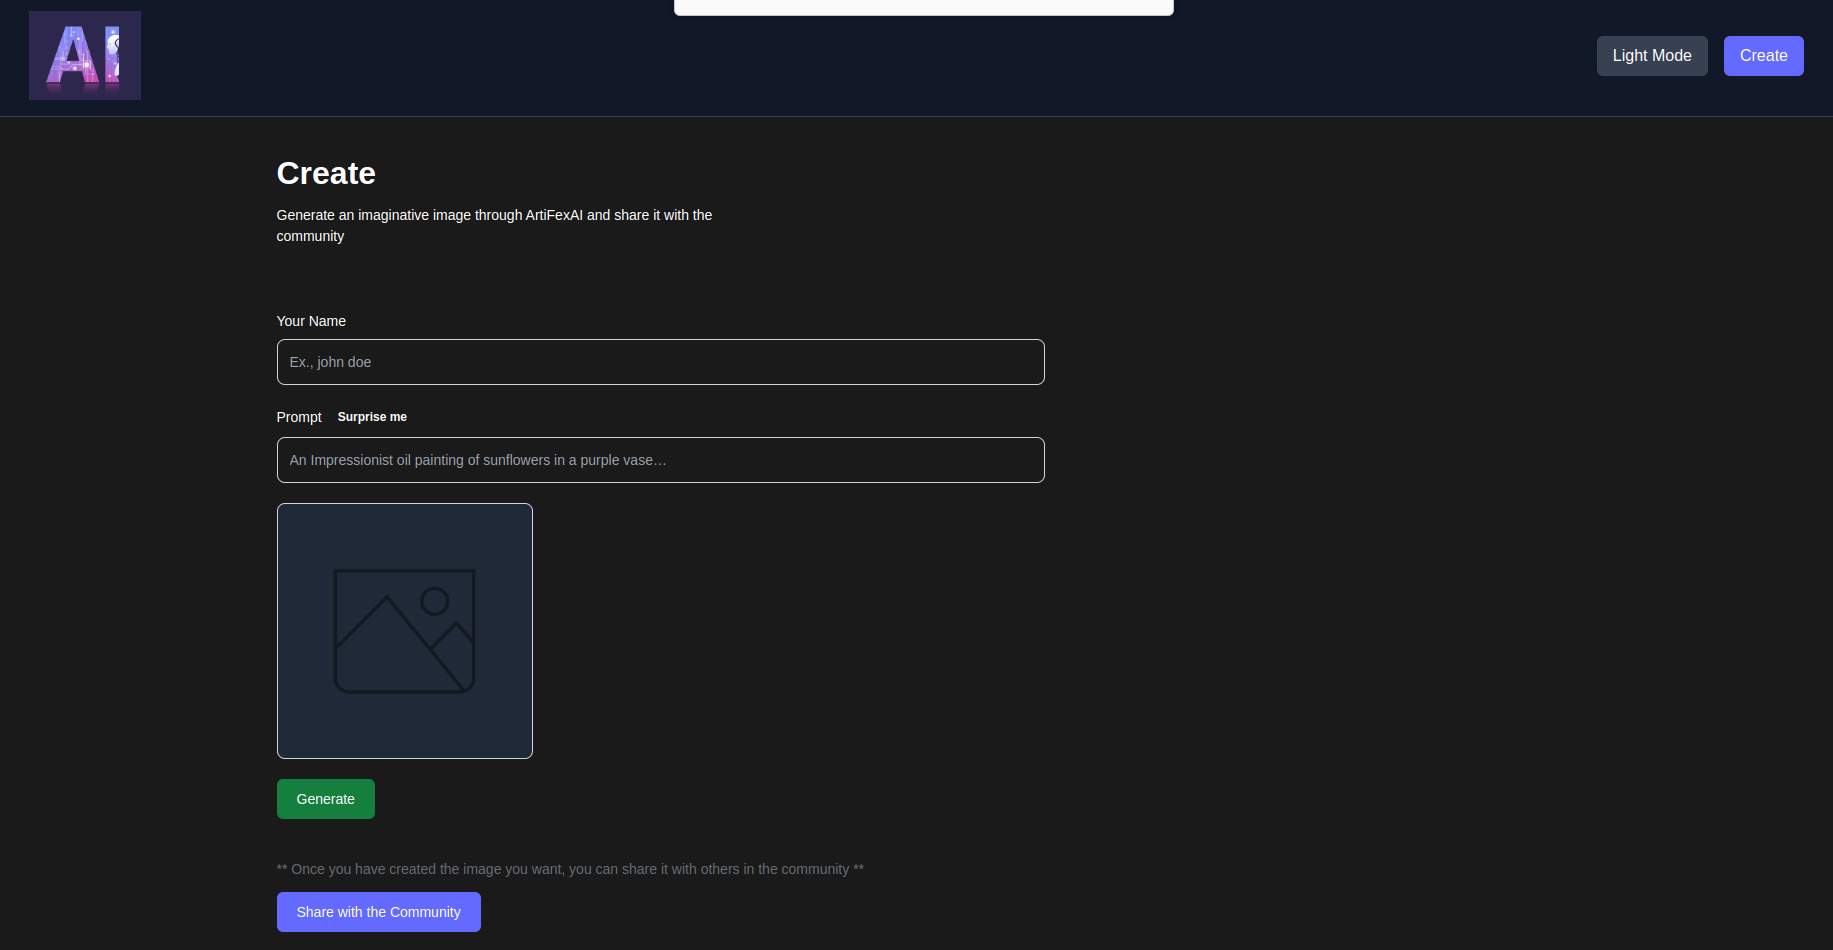 AI
Light Mode
Create
Create
Generate an imaginative image through ArtiFexAI and share it with the
community
Your Name
Ex., john doe
Prompt
Surprise me
An Impressionist oil painting of sunflowers in a purple vase…
Generate
** Once you have created the image you want, you can share it with others in the community **
Share with the Community